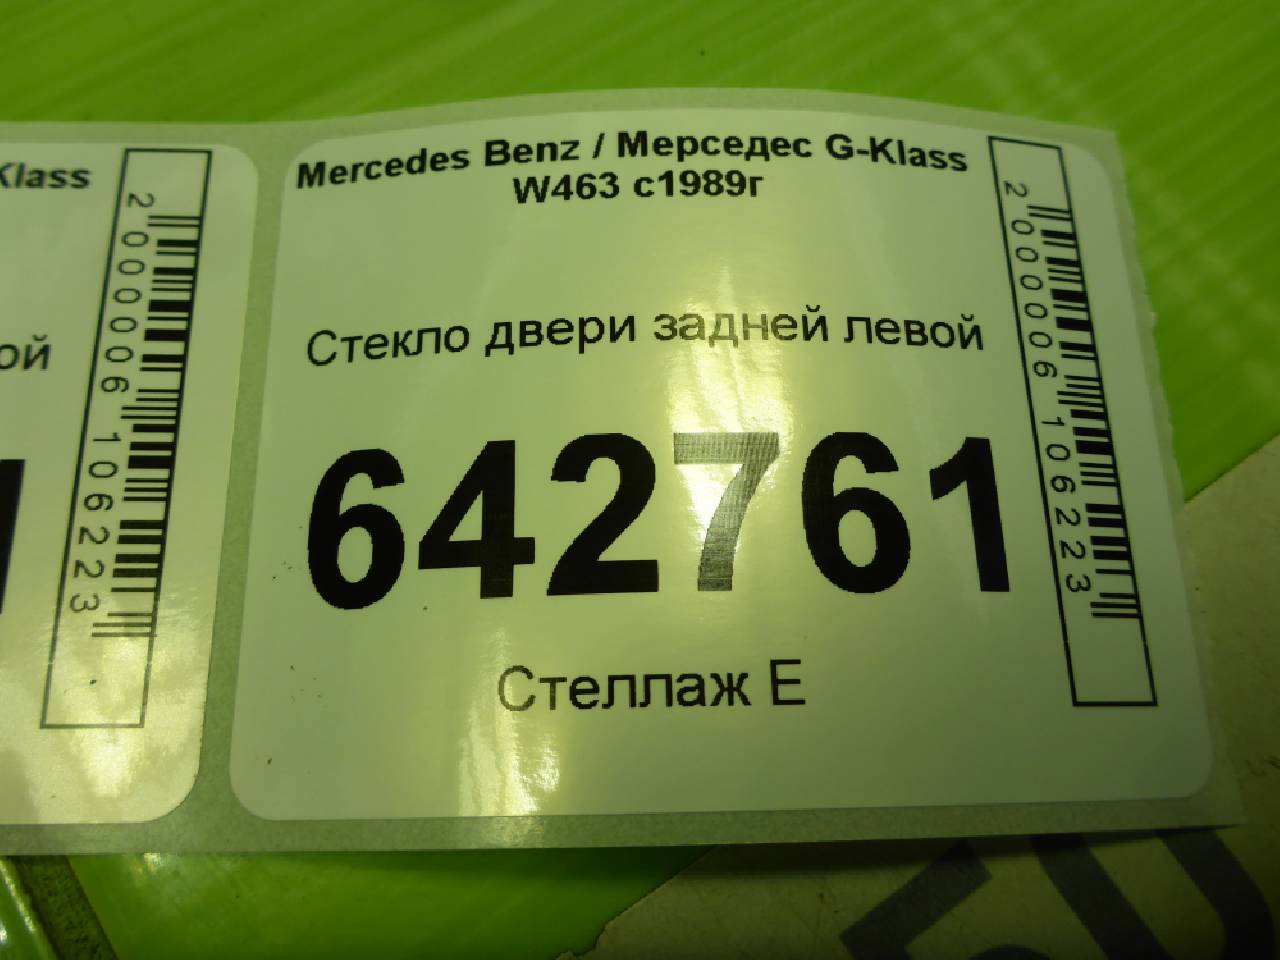 Klass
ой
2000006106223
Mercedes Benz / Мерседес G-Klass
W463 с1989г
Стекло двери задней левой
642761
Стеллаж Е
2000006106223